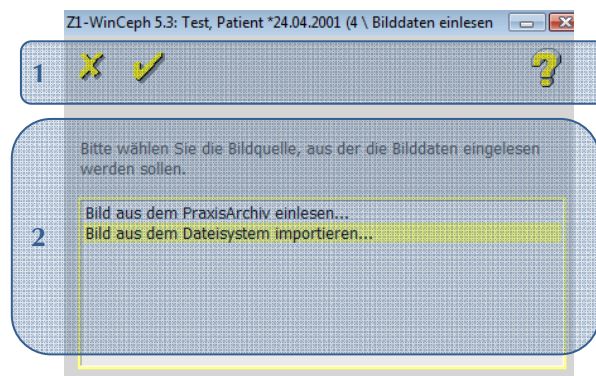 Z1-WinCeph 5.3: Test, Patient *24.04.2001 (4 \ Bilddaten einlesen
1
?
Bitte wählen Sie die Bildquelle, aus der die Bilddaten eingelesen
werden sollen.
Bild aus dem PraxisArchiv einlesen...
Bild aus dem Dateisystem importieren...
2